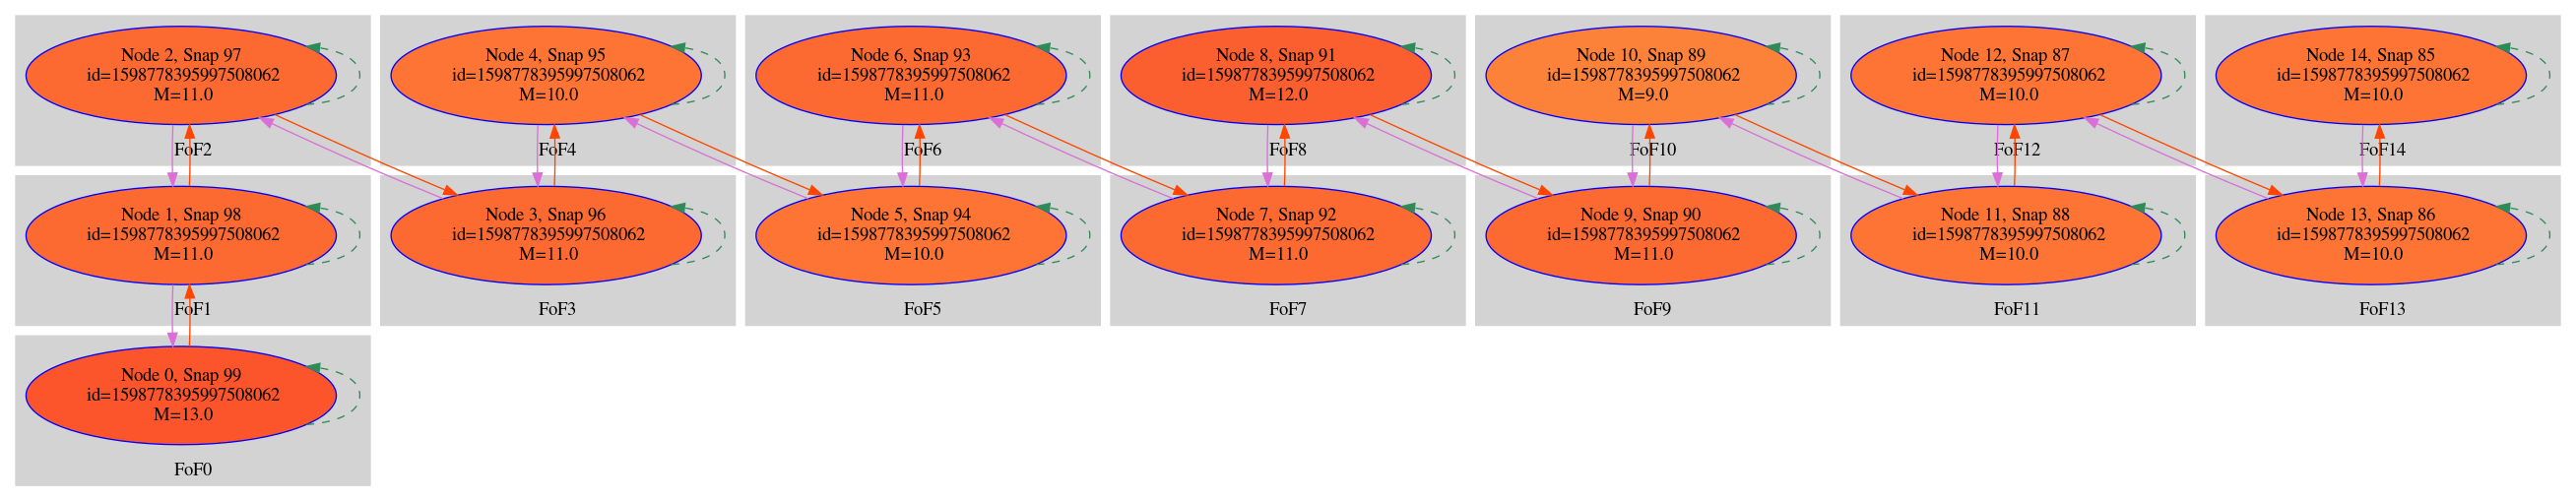 Node 2, Snap 97
id=1598778395997508062
M=11.0
FoF2
Node 4, Snap 95
id=1598778395997508062
M=10.0
FoF4
Node 6, Snap 93
id=1598778395997508062
M=11.0
FoF6
Node 8, Snap 91
id=1598778395997508062
M=12.0
FoF8
Node 10, Snap 89
id=1598778395997508062
M=9.0
FoF10
Node 12, Snap 87
id=1598778395997508062
M=10.0
FoF12
Node 14, Snap 85
id=1598778395997508062
M=10.0
FoF14
Node 1, Snap 98
id=1598778395997508062
M=11.0
FoF1
Node 3, Snap 96
id=1598778395997508062
M=11.0
FoF3
Node 5, Snap 94
id=1598778395997508062
M=10.0
FoF5
Node 7, Snap 92
id=1598778395997508062
M=11.0
FoF7
Node 9, Snap 90
id=1598778395997508062
M=11.0
FoF9
Node 11, Snap 88
id=1598778395997508062
M=10.0
FoF11
Node 13, Snap 86
id=1598778395997508062
M=10.0
FoF13
Node 0, Snap 99
id=1598778395997508062
M=13.0
FoF0